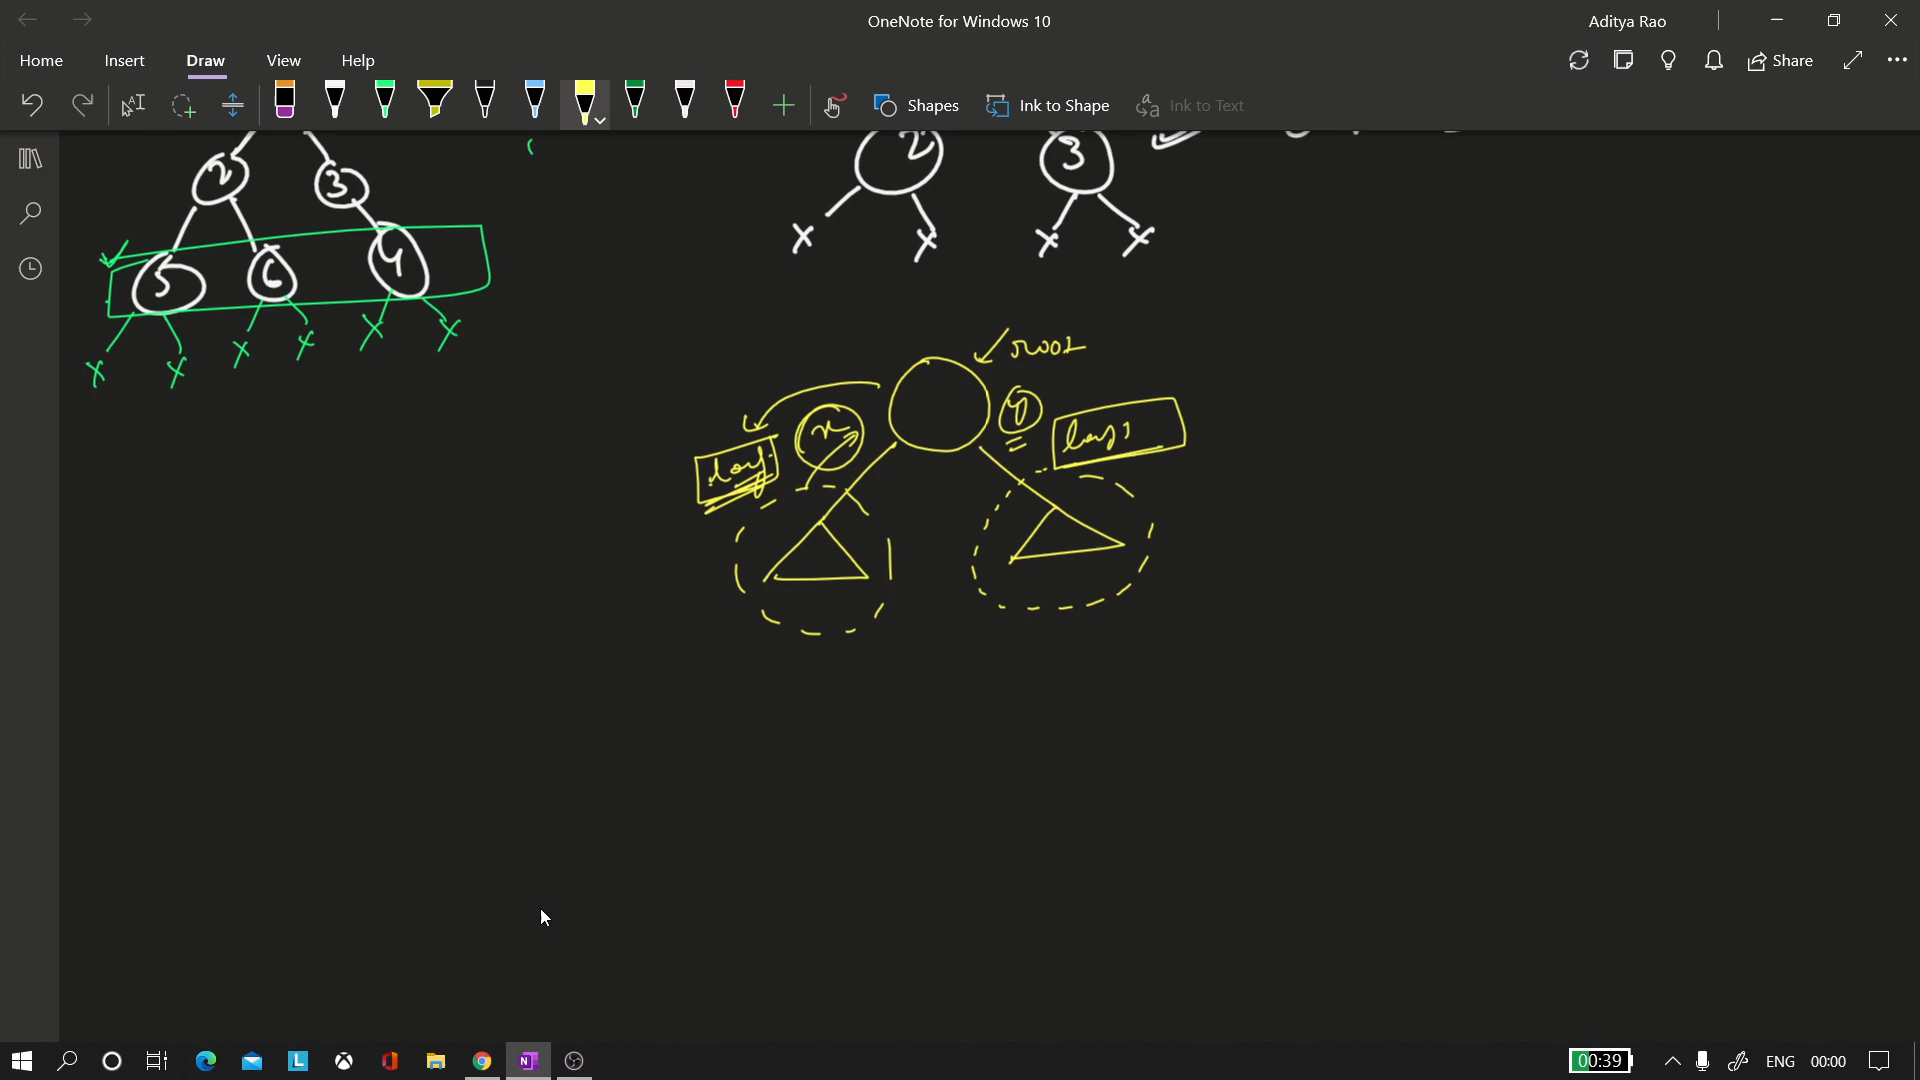 OneNote for Windows 10
Aditya Rao
Home Insert Draw View Help
Share
Shapes Ink to Shape Ink to Text
2 3
2 3
x x x x
5 6 4
x x x x x x
root
x y
N
L
00:39
ENG 00:00